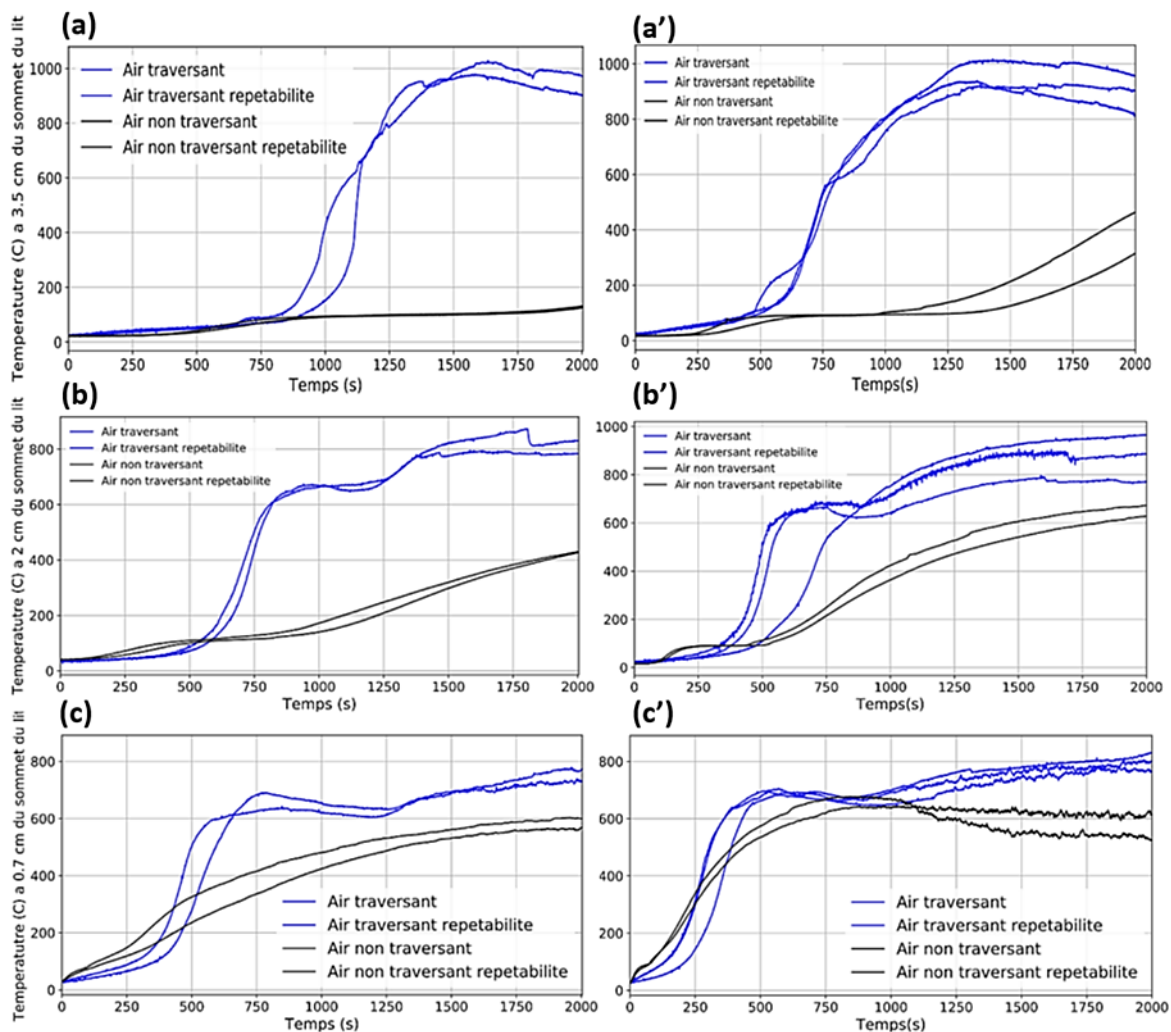 (a)
Temperatutre (C) a 3.5 cm du sommet du lit
1000
800
600
400
200
0
Air traversant
Air traversant repetabilite
Air non traversant
Air non traversant repetabilite
0 250 500 750 1000 1250 1500 1750 2000
Temps (s)
(a’)
1000
800
600
400
200
0
Air traversant
Air traversant repetabilite
Air non traversant
Air non traversant repetabilite
0 250 500 750 1000 1250 1500 1750 2000
Temps(s)
(b)
Temperatutre (C) a 2 cm du sommet du lit
800
600
400
200
0
Air traversant
Air traversant repetabilite
Air non traversant
Air non traversant repetabilite
0 250 500 750 1000 1250 1500 1750 2000
Temps (s)
(b’)
1000
800
600
400
200
0
Air traversant
Air traversant repetabilite
Air non traversant
Air non traversant repetabilite
0 250 500 750 1000 1250 1500 1750 2000
Temps(s)
(c)
Temperatutre (C) a 0.7 cm du sommet du lit
800
600
400
200
0
Air traversant
Air traversant repetabilite
Air non traversant
Air non traversant repetabilite
0 250 500 750 1000 1250 1500 1750 2000
Temps (s)
(c’)
800
600
400
200
0
Air traversant
Air traversant repetabilite
Air non traversant
Air non traversant repetabilite
0 250 500 750 1000 1250 1500 1750 2000
Temps(s)